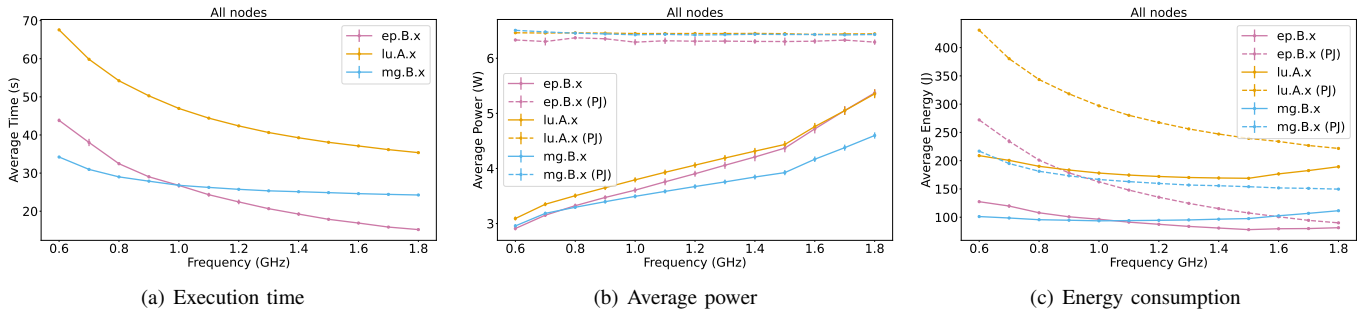 All nodes
70
60
50
40
30
20
Average Time (s)
ep.B.x
lu.A.x
mg.B.x
0.6 0.8 1.0 1.2 1.4 1.6 1.8
Frequency (GHz)
(a) Execution time
All nodes
6
5
4
3
Average Power (W)
ep.B.x
ep.B.x (PJ)
lu.A.x
lu.A.x (PJ)
mg.B.x
mg.B.x (PJ)
0.6 0.8 1.0 1.2 1.4 1.6 1.8
Frequency (GHz)
(b) Average power
All nodes
400
350
300
250
200
150
100
Average Energy (J)
ep.B.x
ep.B.x (PJ)
lu.A.x
lu.A.x (PJ)
mg.B.x
mg.B.x (PJ)
0.6 0.8 1.0 1.2 1.4 1.6 1.8
Frequency GHz)
(c) Energy consumption